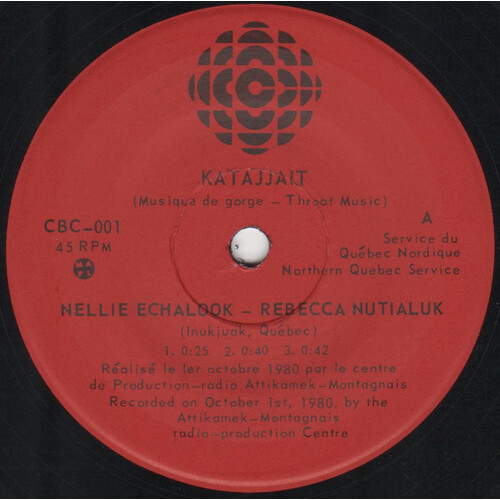 KATAJJAIT
(Musique de gorge – Throat Music)
CBC–001
45 RPM
A
Service du
Québec Nordique
Northern Quebec Service
NELLIE ECHALOOK – REBECCA NUTIALUK
(Inukjuak, Québec)
1. 0:25 2. 0:40 3. 0:42
Réalisé le 1er octobre 1980 par le centre
de Production–radio Attikamek–Montagnais
Recorded on October 1st, 1980, by the
Attikamek–Montagnais
radio–production Centre